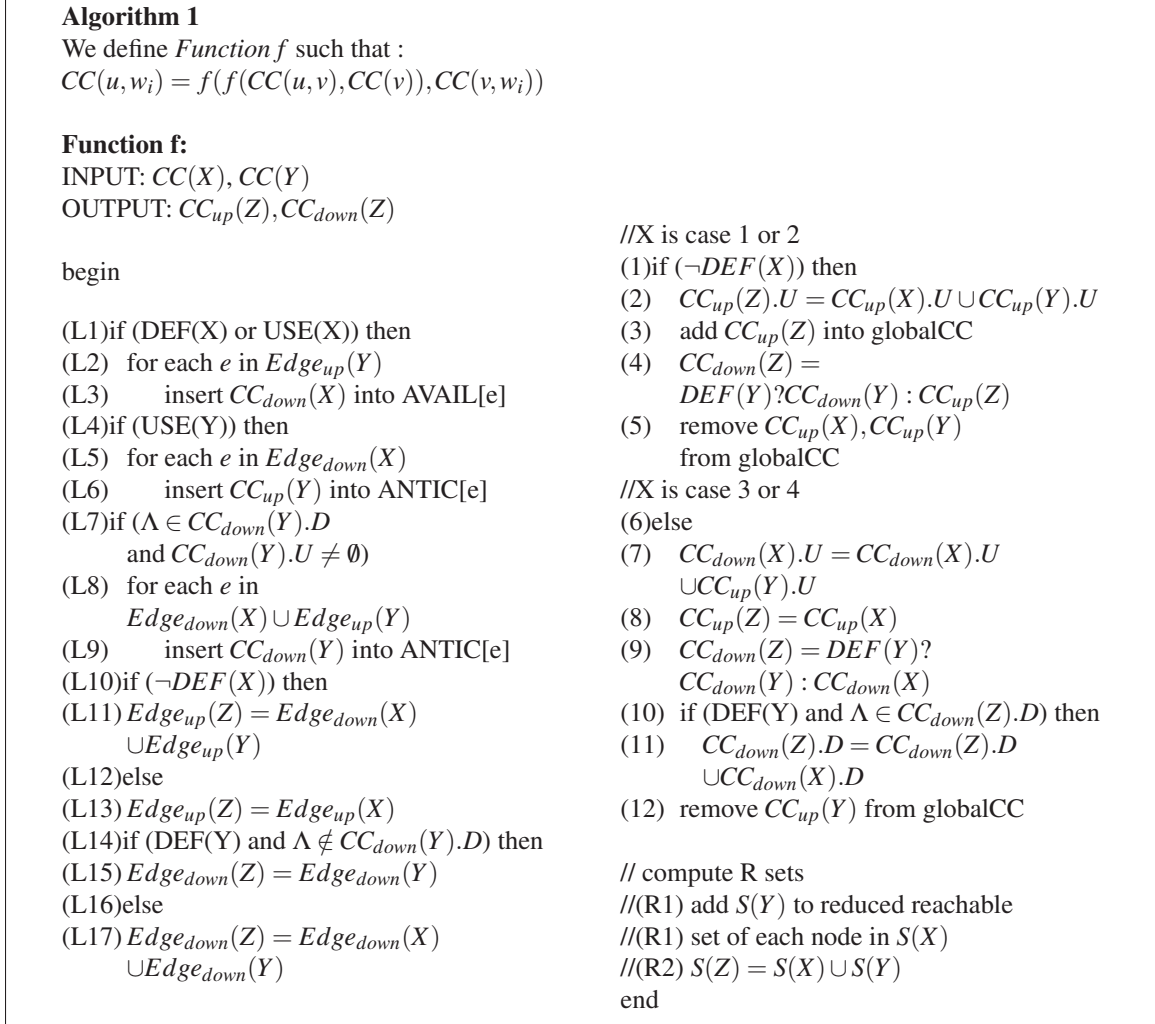 Algorithm 1
We define Function f such that :
CC(u,w_i) = f(f(CC(u,v),CC(v)),CC(v,w_i))
Function f:
INPUT: CC(X), CC(Y)
OUTPUT: CC_up(Z),CC_down(Z)
begin
(L1)if (DEF(X) or USE(X)) then
(L2) for each e in Edge_up(Y)
(L3) insert CC_down(X) into AVAIL[e]
(L4)if (USE(Y)) then
(L5) for each e in Edge_down(X)
(L6) insert CC_up(Y) into ANTIC[e]
(L7)if (Λ ∈ CC_down(Y).D
and CC_down(Y).U ≠ ∅)
(L8) for each e in
Edge_down(X) ∪ Edge_up(Y)
(L9) insert CC_down(Y) into ANTIC[e]
(L10)if (¬DEF(X)) then
(L11) Edge_up(Z) = Edge_down(X)
∪Edge_up(Y)
(L12)else
(L13) Edge_up(Z) = Edge_up(X)
(L14)if (DEF(Y) and Λ ∉ CC_down(Y).D) then
(L15) Edge_down(Z) = Edge_down(Y)
(L16)else
(L17) Edge_down(Z) = Edge_down(X)
∪Edge_down(Y)
//X is case 1 or 2
(1)if (¬DEF(X)) then
(2) CC_up(Z).U = CC_up(X).U ∪ CC_up(Y).U
(3) add CC_up(Z) into globalCC
(4) CC_down(Z) =
DEF(Y)?CC_down(Y) : CC_up(Z)
(5) remove CC_up(X),CC_up(Y)
from globalCC
//X is case 3 or 4
(6)else
(7) CC_down(X).U = CC_down(X).U
∪CC_up(Y).U
(8) CC_up(Z) = CC_up(X)
(9) CC_down(Z) = DEF(Y)?
CC_down(Y) : CC_down(X)
(10) if (DEF(Y) and Λ ∈ CC_down(Z).D) then
(11) CC_down(Z).D = CC_down(Z).D
∪CC_down(X).D
(12) remove CC_up(Y) from globalCC
// compute R sets
//(R1) add S(Y) to reduced reachable
//(R1) set of each node in S(X)
//(R2) S(Z) = S(X) ∪ S(Y)
end